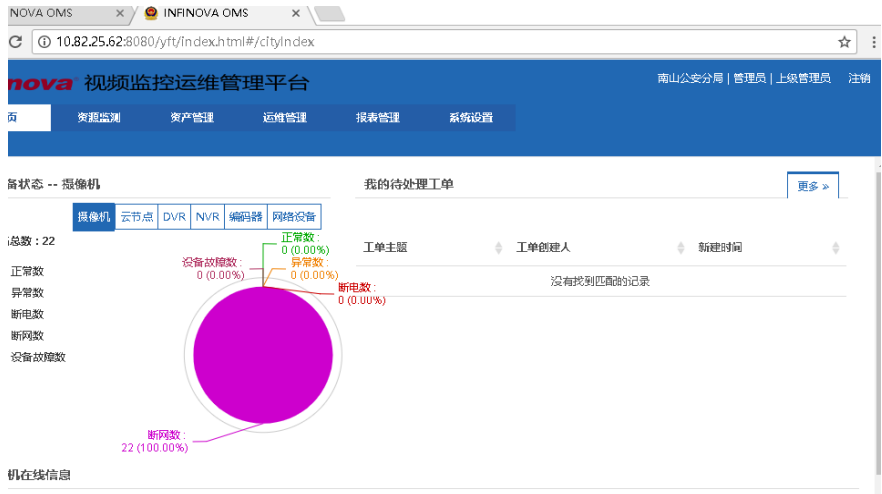 NOVA OMS
INFINOVA OMS
10.82.25.62:8080/yft/index.html#/cityIndex
nova 视频监控运维管理平台
南山公安分局 | 管理员 | 上级管理员 注销
页 资源监测 资产管理 运维管理 报表管理 系统设置
备状态 -- 摄像机
我的待处理工单
更多 »
摄像机 云节点 DVR NVR 编码器 网络设备
总数：22
正常数
异常数
断电数
断网数
设备故障数
正常数 :
0 (0.00%)
设备故障数 :
0 (0.00%)
异常数 :
0 (0.00%)
断电数 :
0 (0.00%)
断网数 :
22 (100.00%)
工单主题 工单创建人 新建时间
没有找到匹配的记录
机在线信息